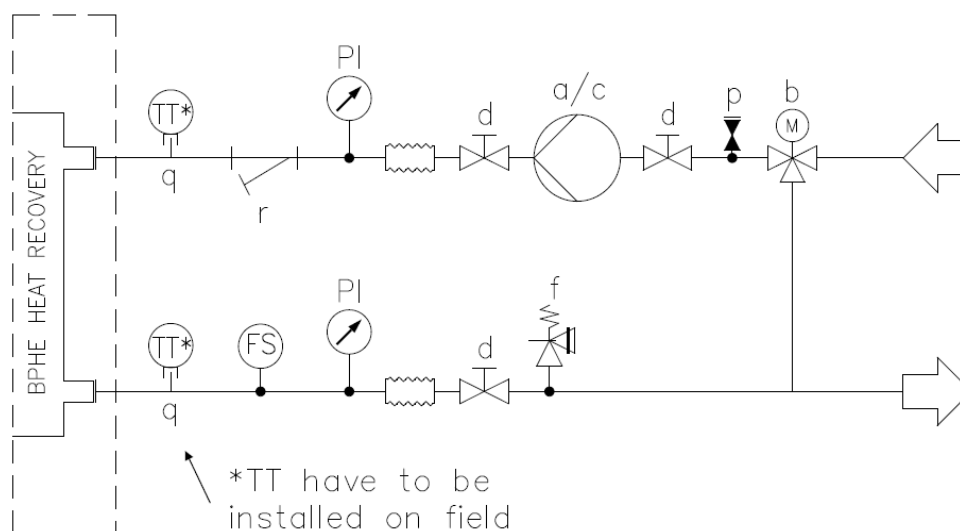 BPHE HEAT RECOVERY
TT*
q
r
PI
d
a/c
d
p
b
M
TT*
q
FS
PI
d
f
*TT have to be
installed on field